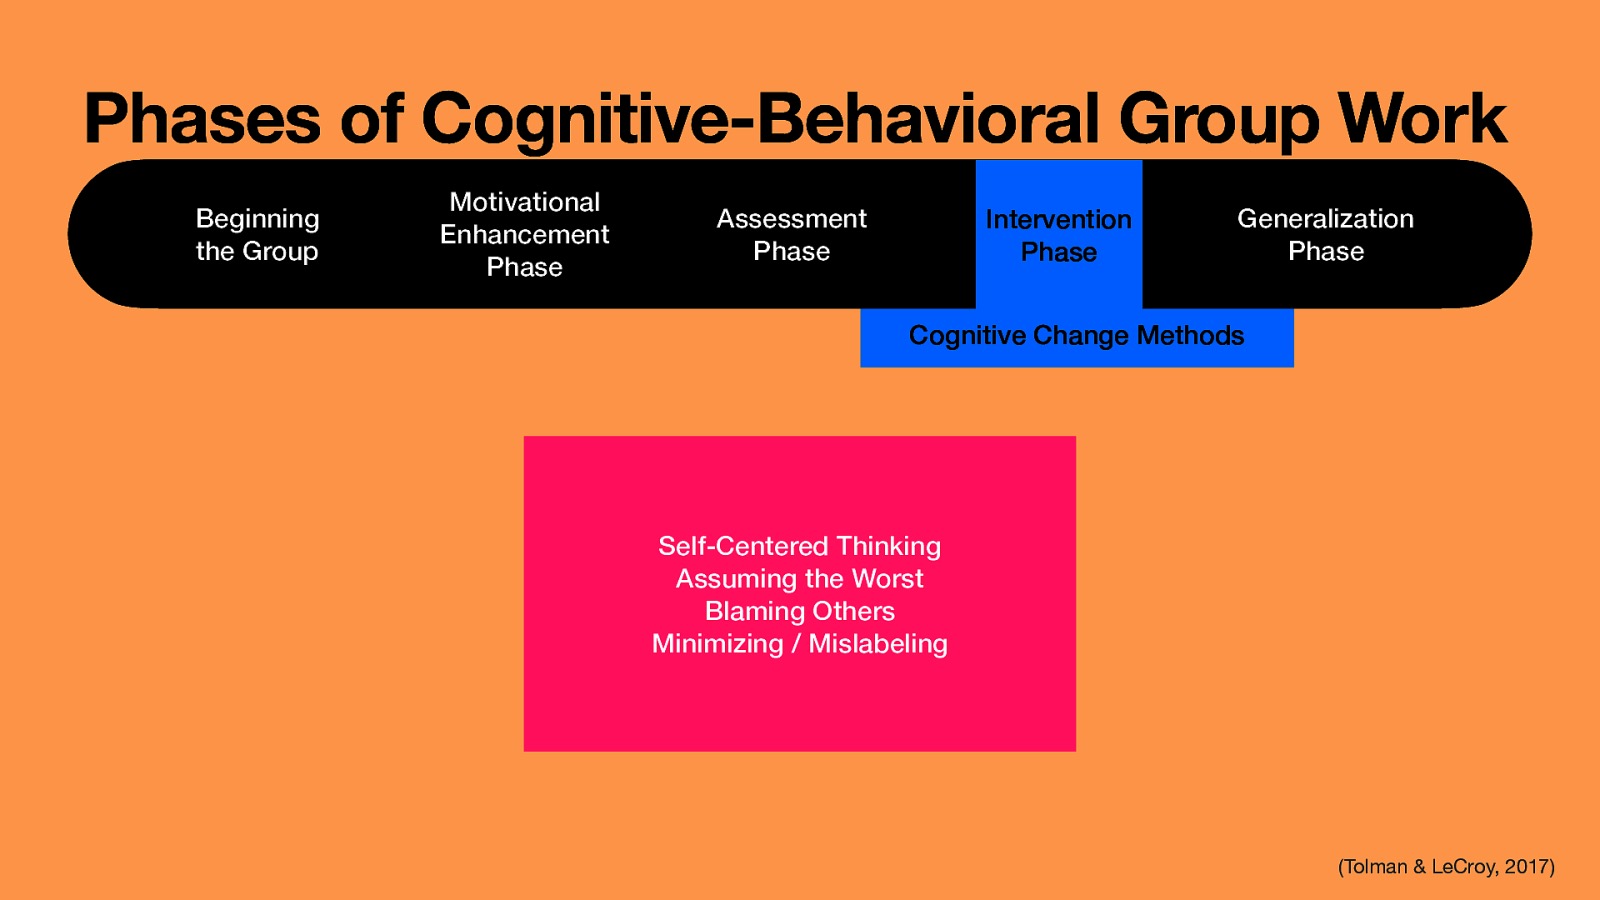 Phases of Cognitive-Behavioral Group Work
Beginning
the Group
Motivational
Enhancement
Phase
Assessment
Phase
Intervention
Phase
Generalization
Phase
Cognitive Change Methods
Self-Centered Thinking
Assuming the Worst
Blaming Others
Minimizing / Mislabeling
(Tolman & LeCroy, 2017)